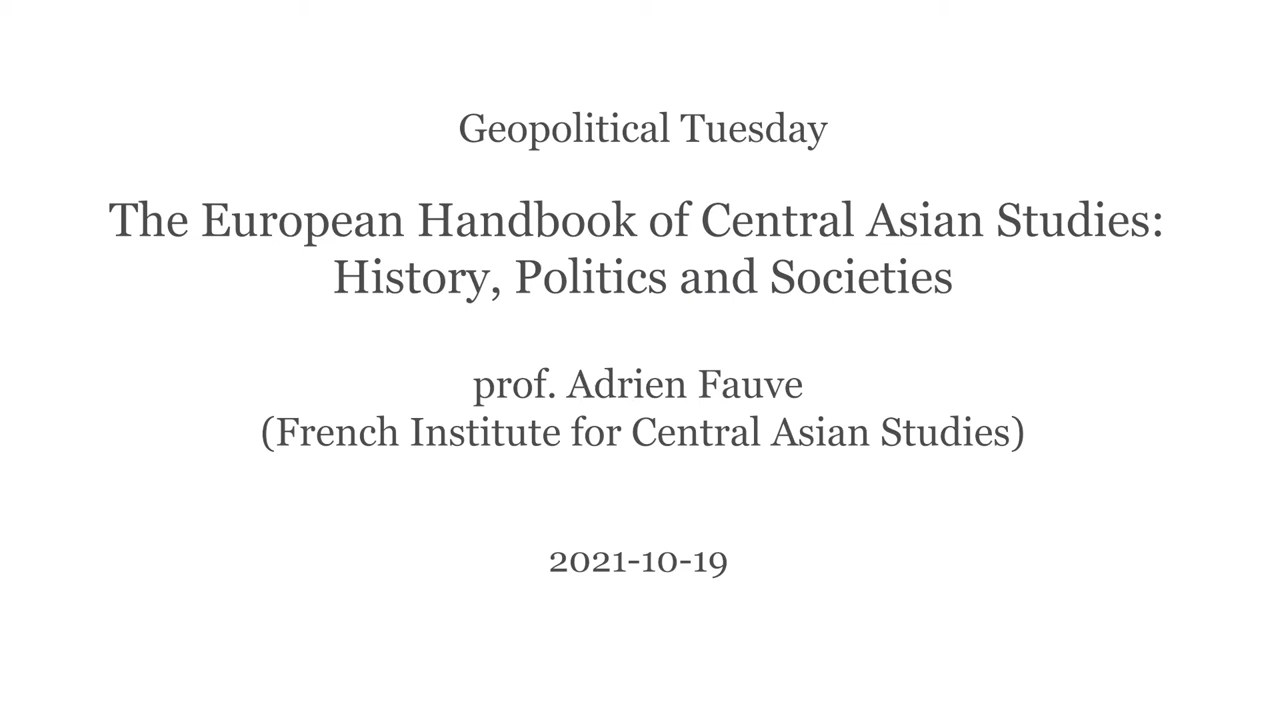 Geopolitical Tuesday
The European Handbook of Central Asian Studies:
History, Politics and Societies
prof. Adrien Fauve
(French Institute for Central Asian Studies)
2021-10-19